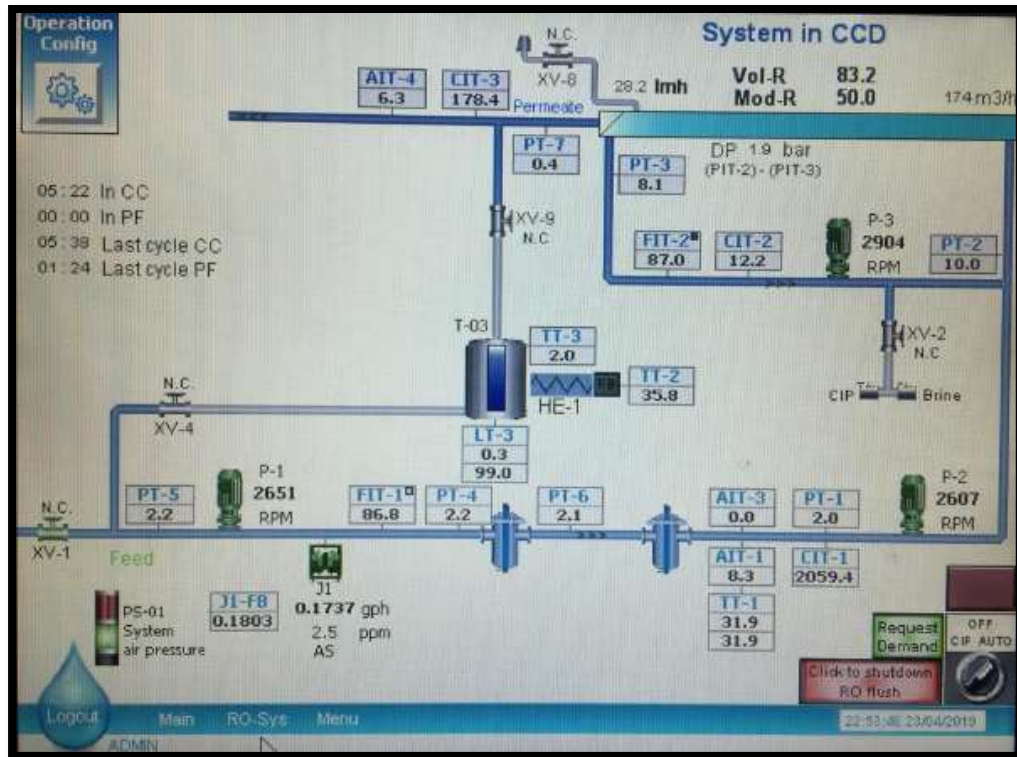 Operation
Config
System in CCD
N.C.
XV-8
28.2 lmh
Vol-R 83.2
Mod-R 50.0
174 m3/h
AIT-4
6.3
CIT-3
178.4
Permeate
PT-7
0.4
PT-3
8.1
DP 1.9 bar
(PIT-2) - (PIT-3)
05 : 22 In CC
00 : 00 In PF
05 : 38 Last cycle CC
01 : 24 Last cycle PF
XV-9
N.C
FIT-2
87.0
CIT-2
12.2
P-3
2904
RPM
PT-2
10.0
T-03
TT-3
2.0
XV-2
N.C
HE-1
TT-2
35.8
CIP
Brine
N.C.
XV-4
LT-3
0.3
99.0
N.C.
XV-1
PT-5
2.2
P-1
2651
RPM
FIT-1
86.8
PT-4
2.2
PT-6
2.1
AIT-3
0.0
PT-1
2.0
P-2
2607
RPM
Feed
AIT-1
8.3
CIT-1
2059.4
TT-1
31.9
31.9
J1
0.1737 gph
2.5 ppm
AS
J1-FB
0.1803
PS-01
System
air pressure
Request
Demand
OFF
CIP AUTO
Click to shutdown
RO flush
Logout
Main
RO-Sys
Menu
23/04/2019
ADMIN